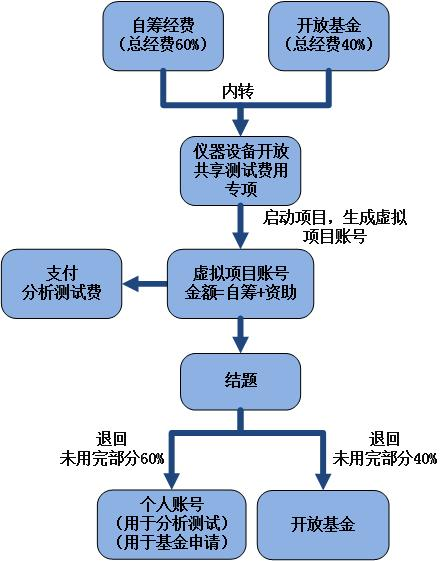 自筹经费
（总经费60%）
开放基金
（总经费40%）
内转
仪器设备开放
共享测试费用
专项
启动项目，生成虚拟
项目账号
支付
分析测试费
虚拟项目账号
金额=自筹+资助
结题
退回
未用完部分60%
退回
未用完部分40%
个人账号
（用于分析测试）
（用于基金申请）
开放基金